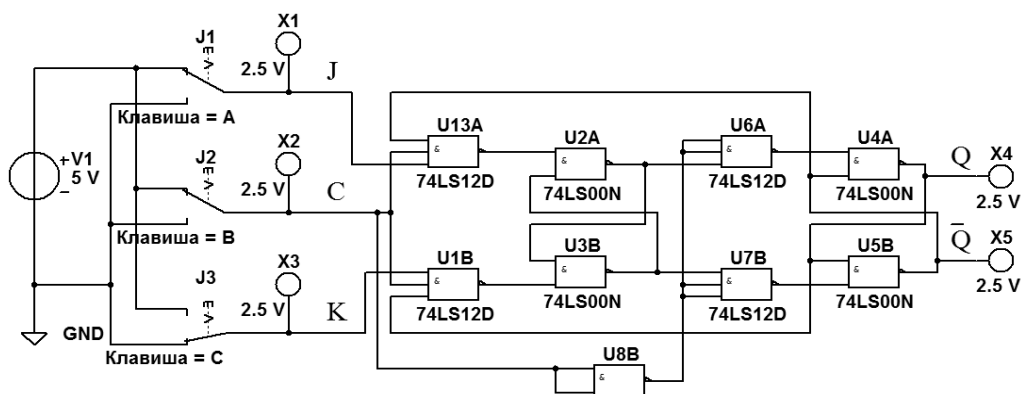 X1
J1
2.5 V
J
Клавиша = A
V1
5 V
J2
X2
2.5 V
C
Клавиша = B
J3
X3
2.5 V
K
GND
Клавиша = C
U13A
&
74LS12D
U2A
&
74LS00N
U6A
&
74LS12D
U4A
&
74LS00N
Q
X4
2.5 V
U1B
&
74LS12D
U3B
&
74LS00N
U7B
&
74LS12D
U5B
&
74LS00N
Q̅
X5
2.5 V
U8B
&